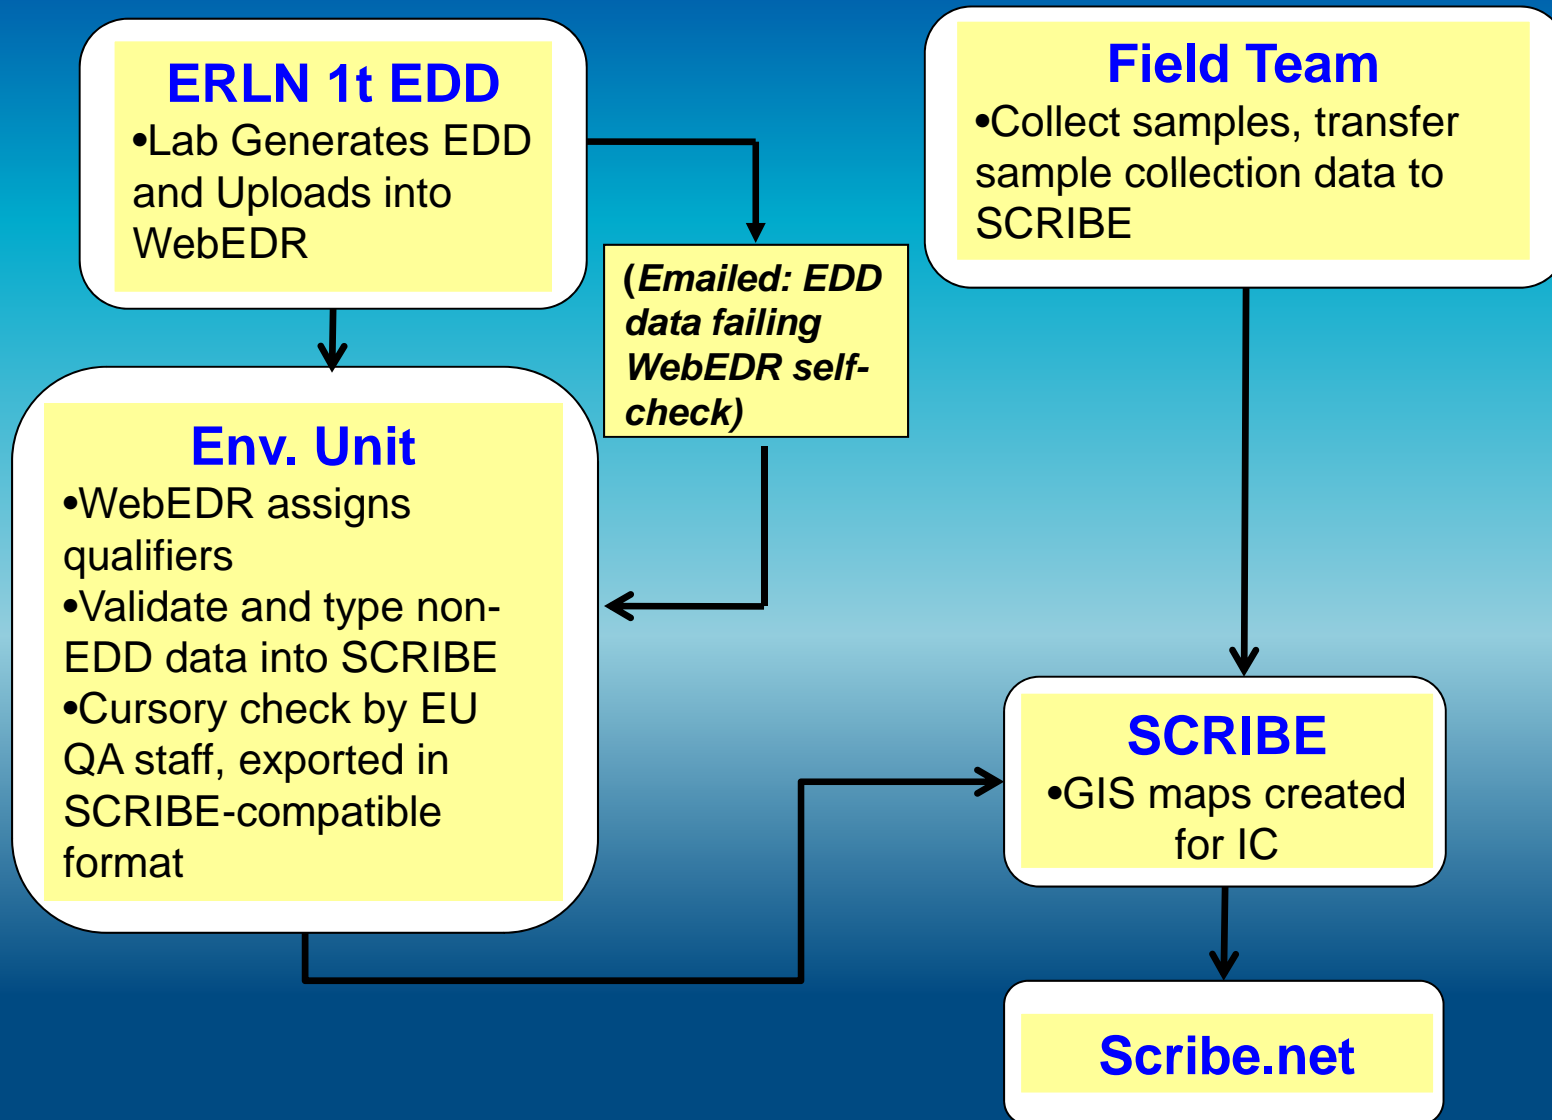 ERLN 1t EDD
•Lab Generates EDD
and Uploads into
WebEDR
(Emailed: EDD
data failing
WebEDR self-
check)
Field Team
•Collect samples, transfer
sample collection data to
SCRIBE
Env. Unit
•WebEDR assigns
qualifiers
•Validate and type non-
EDD data into SCRIBE
•Cursory check by EU
QA staff, exported in
SCRIBE-compatible
format
SCRIBE
•GIS maps created
for IC
Scribe.net